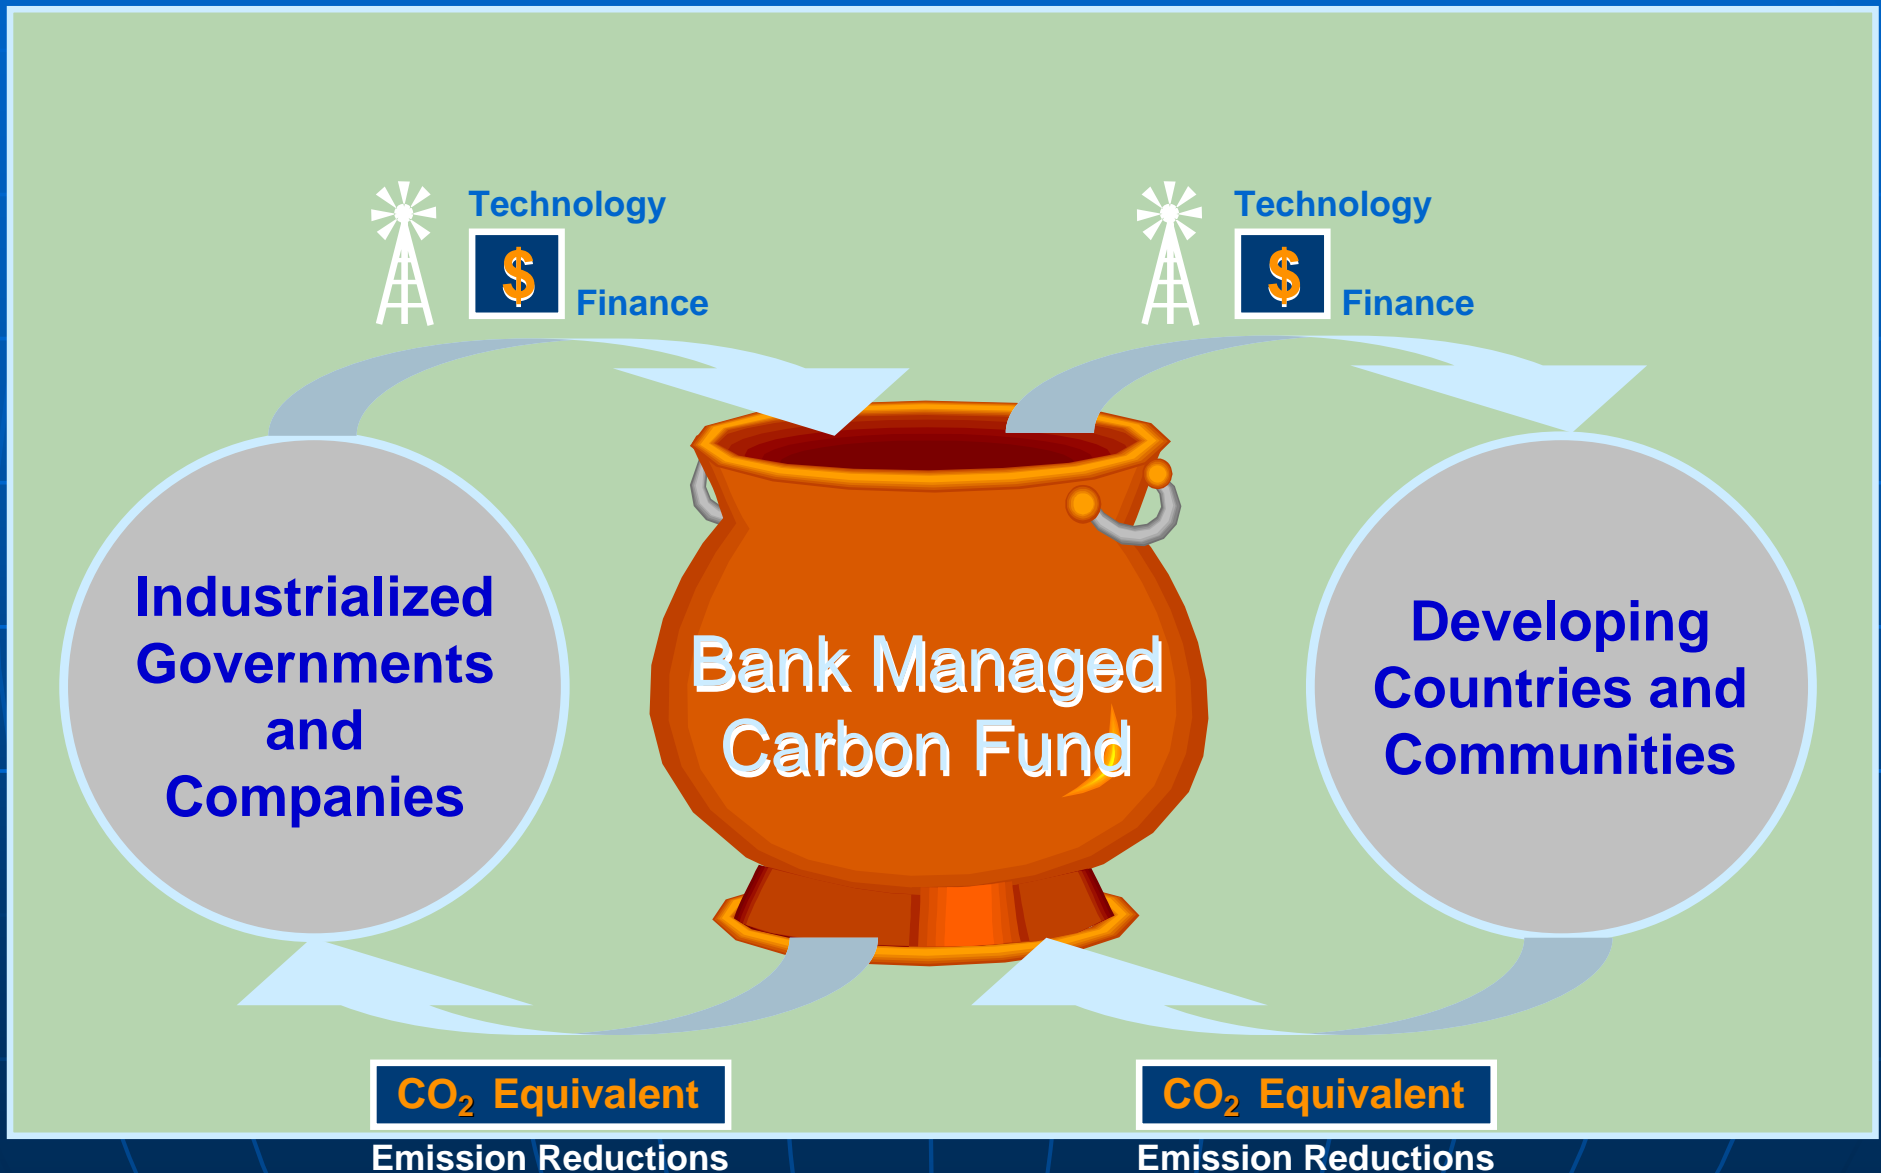 Technology
$
Finance
Technology
$
Finance
Industrialized
Governments
and
Companies
Bank Managed
Carbon Fund
Developing
Countries and
Communities
CO₂ Equivalent
Emission Reductions
CO₂ Equivalent
Emission Reductions